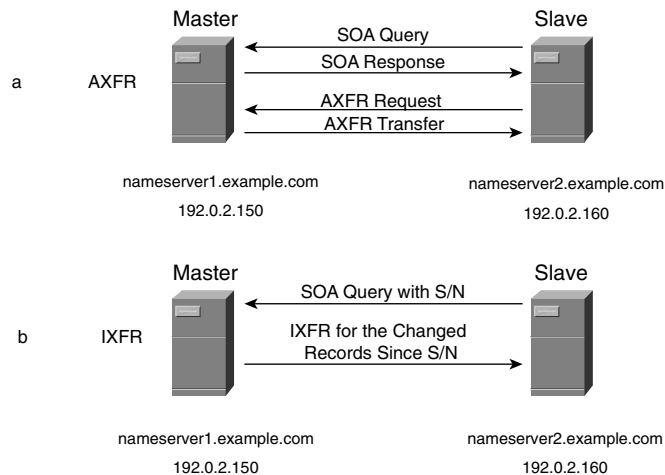 Master Slave
SOA Query
SOA Response
a AXFR
AXFR Request
AXFR Transfer
nameserver1.example.com nameserver2.example.com
192.0.2.150 192.0.2.160
Master Slave
SOA Query with S/N
b IXFR
IXFR for the Changed
Records Since S/N
nameserver1.example.com nameserver2.example.com
192.0.2.150 192.0.2.160